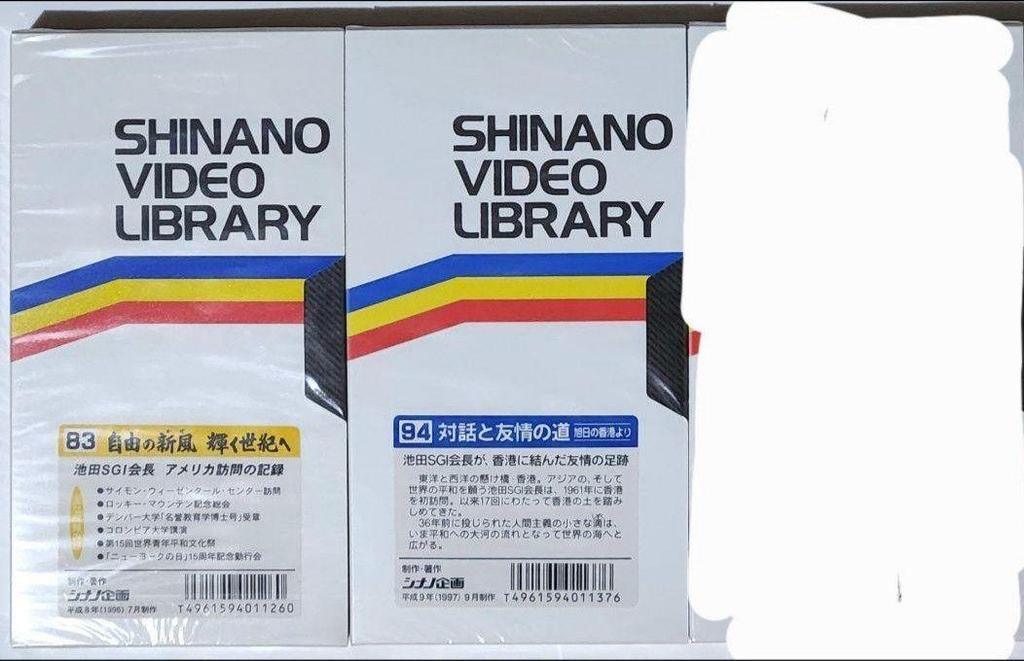 SHINANO
VIDEO
LIBRARY
83 自由の新風 輝く世紀へ
池田SGI会長 アメリカ訪問の記録
●サイモン・ウィーゼンタール・センター訪問
●ロッキー・マウンテン記念総会
●デンバー大学「名誉教育学博士号」受章
●コロンビア大学講演
●第15回世界青年平和文化祭
●「ニューヨークの日」15周年記念勤行会
制作・著作
シナノ企画
平成8年(1996) 7月制作
T4961594011260
SHINANO
VIDEO
LIBRARY
94 対話と友情の道 旭日の香港より
池田SGI会長が、香港に結んだ友情の足跡
東洋と西洋の懸け橋 香港。アジアの、そして
世界の平和を願う池田SGI会長は、1961年に香港
を初訪問。以来17回にわたって香港の土を踏み
しめてきた。
36年前に投じられた人間主義の小さな滴は、
いま平和への大河の流れとなって世界の海へと
広がる。
制作・著作
シナノ企画
平成9年(1997) 9月制作
T4961594011376